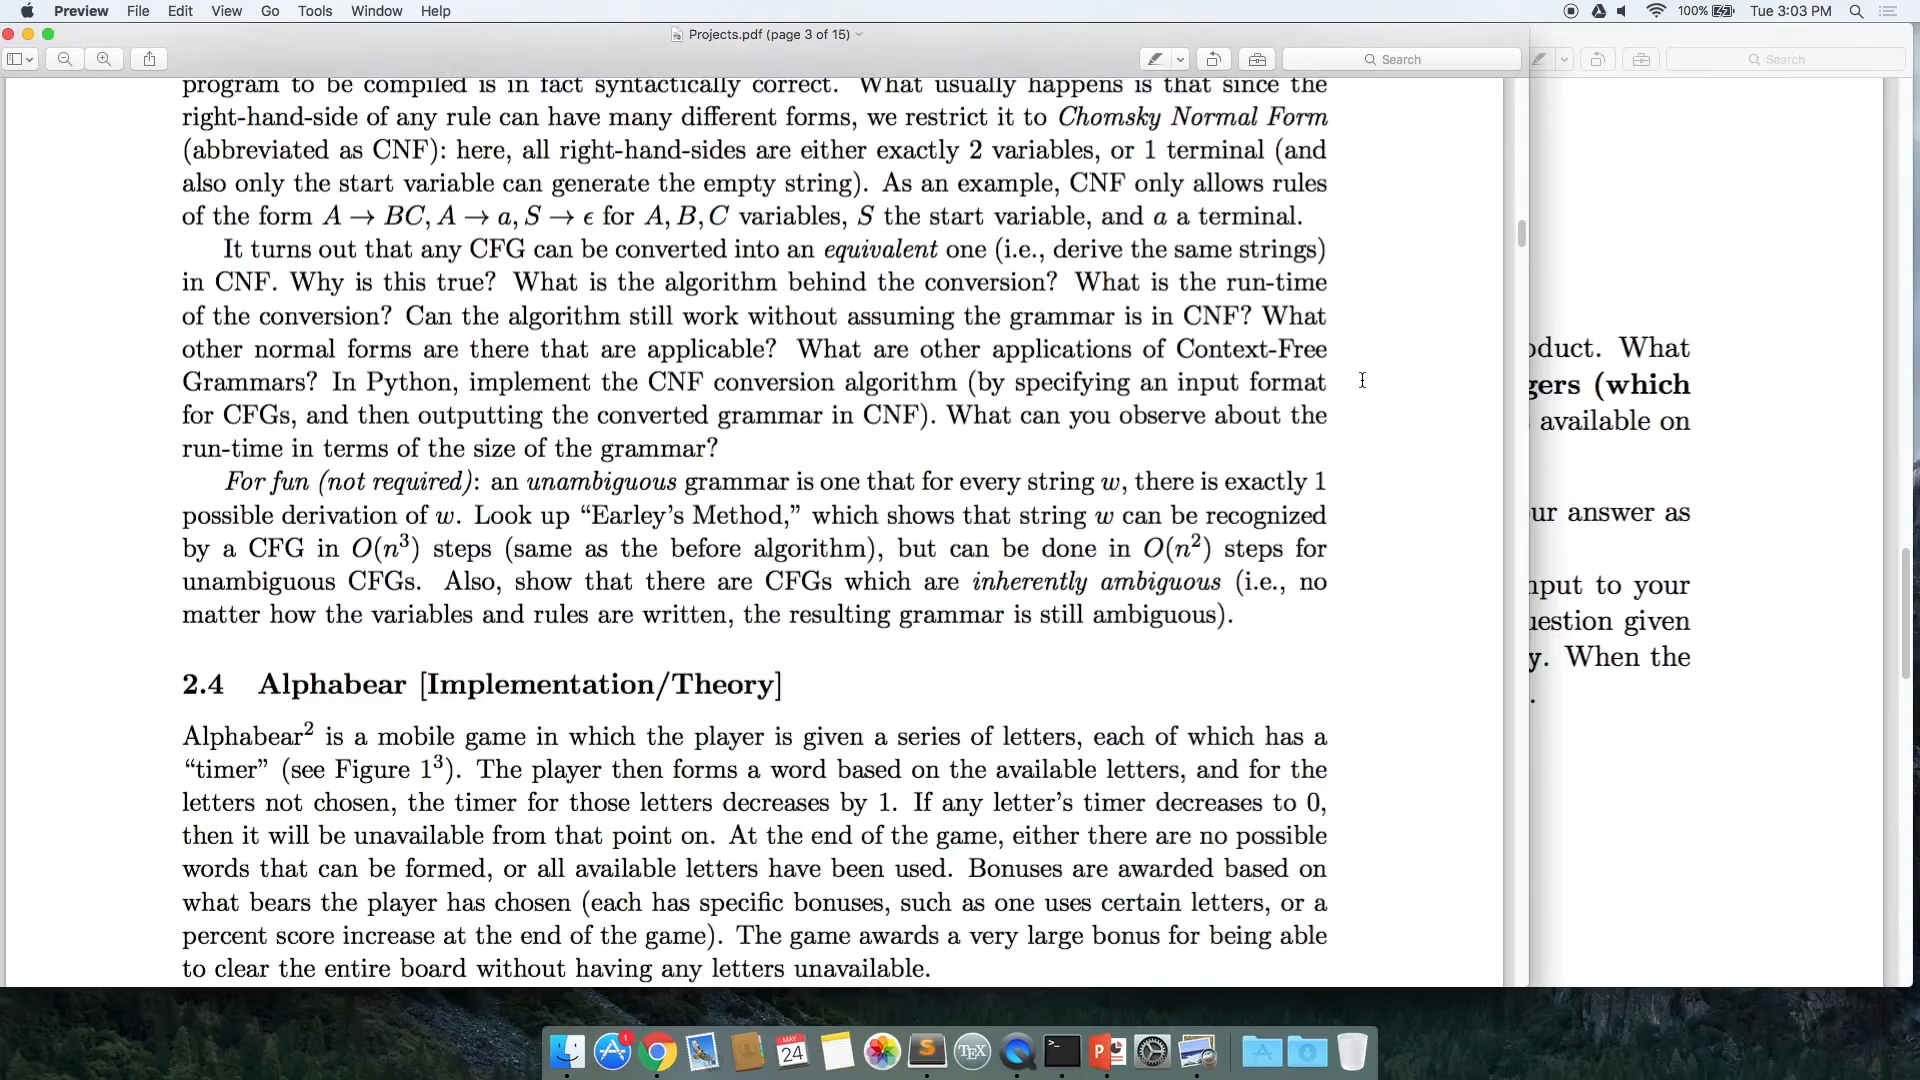 Preview File Edit View Go Tools Window Help 100% Tue 3:03 PM
Projects.pdf (page 3 of 15)
Search
Search
program to be compiled is in fact syntactically correct. What usually happens is that since the
right-hand-side of any rule can have many different forms, we restrict it to Chomsky Normal Form
(abbreviated as CNF): here, all right-hand-sides are either exactly 2 variables, or 1 terminal (and
also only the start variable can generate the empty string). As an example, CNF only allows rules
of the form A → BC, A → a, S → ϵ for A, B, C variables, S the start variable, and a a terminal.
It turns out that any CFG can be converted into an equivalent one (i.e., derive the same strings)
in CNF. Why is this true? What is the algorithm behind the conversion? What is the run-time
of the conversion? Can the algorithm still work without assuming the grammar is in CNF? What
other normal forms are there that are applicable? What are other applications of Context-Free
Grammars? In Python, implement the CNF conversion algorithm (by specifying an input format
for CFGs, and then outputting the converted grammar in CNF). What can you observe about the
run-time in terms of the size of the grammar?
For fun (not required): an unambiguous grammar is one that for every string w, there is exactly 1
possible derivation of w. Look up “Earley’s Method,” which shows that string w can be recognized
by a CFG in O(n³) steps (same as the before algorithm), but can be done in O(n²) steps for
unambiguous CFGs. Also, show that there are CFGs which are inherently ambiguous (i.e., no
matter how the variables and rules are written, the resulting grammar is still ambiguous).
2.4 Alphabear [Implementation/Theory]
Alphabear² is a mobile game in which the player is given a series of letters, each of which has a
“timer” (see Figure 1³). The player then forms a word based on the available letters, and for the
letters not chosen, the timer for those letters decreases by 1. If any letter’s timer decreases to 0,
then it will be unavailable from that point on. At the end of the game, either there are no possible
words that can be formed, or all available letters have been used. Bonuses are awarded based on
what bears the player has chosen (each has specific bonuses, such as one uses certain letters, or a
percent score increase at the end of the game). The game awards a very large bonus for being able
to clear the entire board without having any letters unavailable.
oduct. What
gers (which
available on
ur answer as
nput to your
uestion given
y. When the
.
1
MAY
24
TEX